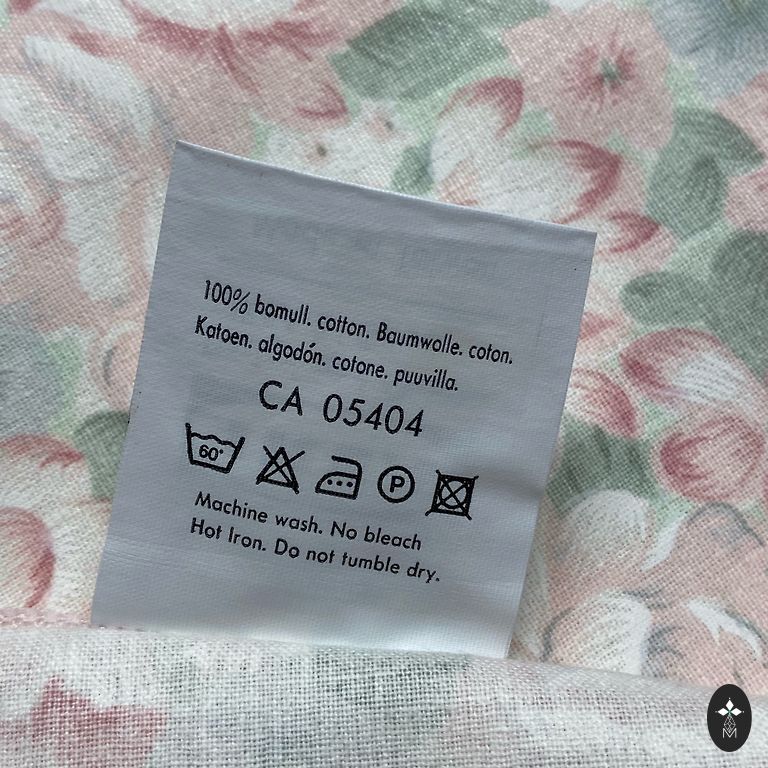 100% bomull. cotton. Baumwolle. coton.
Katoen. algodón. cotone. puuvilla.
CA 05404
60°
P
Machine wash. No bleach
Hot Iron. Do not tumble dry.
M